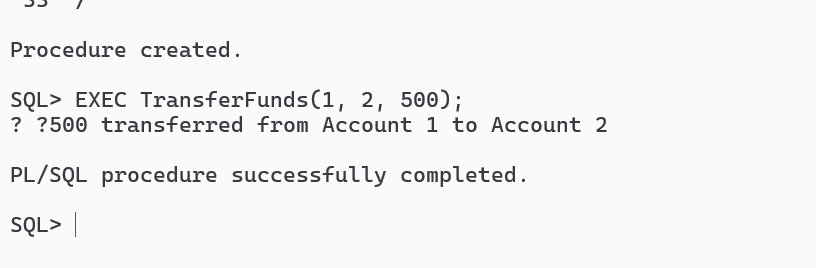 Procedure created.
SQL> EXEC TransferFunds(1, 2, 500);
? ?500 transferred from Account 1 to Account 2
PL/SQL procedure successfully completed.
SQL>